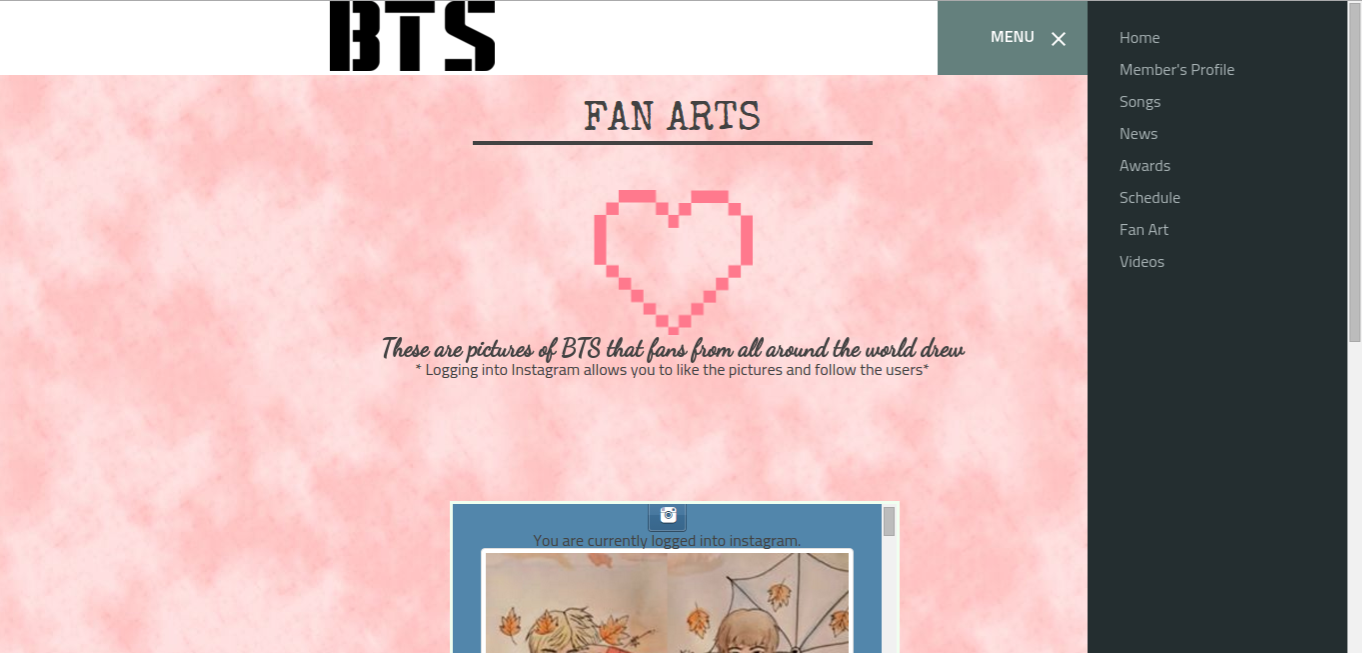 BTS
MENU
Home
Member's Profile
Songs
News
Awards
Schedule
Fan Art
Videos
FAN ARTS
These are pictures of BTS that fans from all around the world drew
* Logging into Instagram allows you to like the pictures and follow the users*
You are currently logged into instagram.